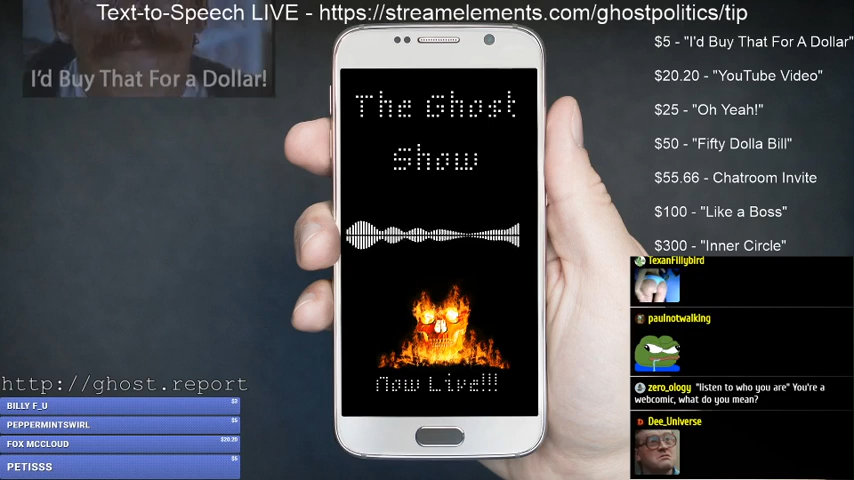 Text-to-Speech LIVE - https://streamelements.com/ghostpolitics/tip
I'd Buy That For a Dollar!
The Ghost
Show
Now Live!!!
$5 - "I'd Buy That For A Dollar"
$20.20 - "YouTube Video"
$25 - "Oh Yeah!"
$50 - "Fifty Dolla Bill"
$55.66 - Chatroom Invite
$100 - "Like a Boss"
$300 - "Inner Circle"
TexanFillybird
paulnotwalking
zero_ology "listen to who you are" You're a
webcomic, what do you mean?
Dee_Universe
http://ghost.report
BILLY F_U $3
PEPPERMINTSWIRL $5
FOX MCCLOUD $20.20
PETISSS $5